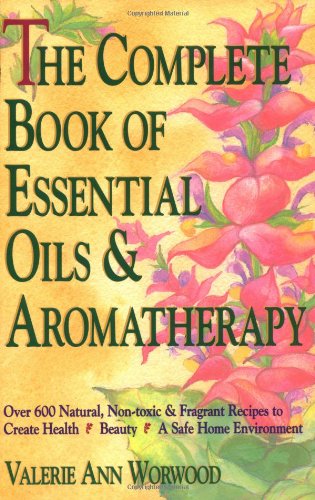 THE COMPLETE
BOOK OF
ESSENTIAL
OILS &
AROMATHERAPY
Over 600 Natural, Non-toxic & Fragrant Recipes to
Create Health Beauty A Safe Home Environment
VALERIE ANN WORWOOD